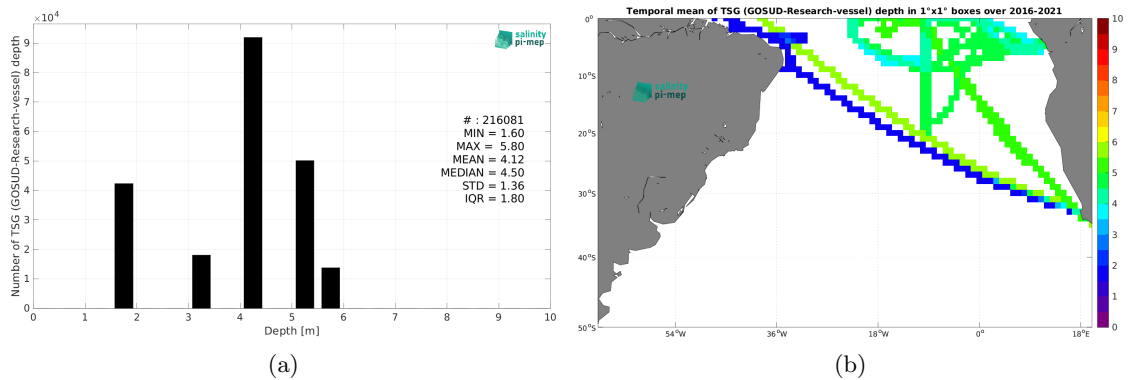 ×10⁴
9
8
7
6
5
4
3
2
1
0
Number of TSG (GOSUD-Research-vessel) depth
salinity
pi-mep
# : 216081
MIN = 1.60
MAX = 5.80
MEAN = 4.12
MEDIAN = 4.50
STD = 1.36
IQR = 1.80
0 1 2 3 4 5 6 7 8 9 10
Depth [m]
(a)
Temporal mean of TSG (GOSUD-Research-vessel) depth in 1°x1° boxes over 2016-2021
0°
10°S
20°S
30°S
40°S
50°S
salinity
pi-mep
54°W 36°W 18°W 0° 18°E
10
9
8
7
6
5
4
3
2
1
0
(b)